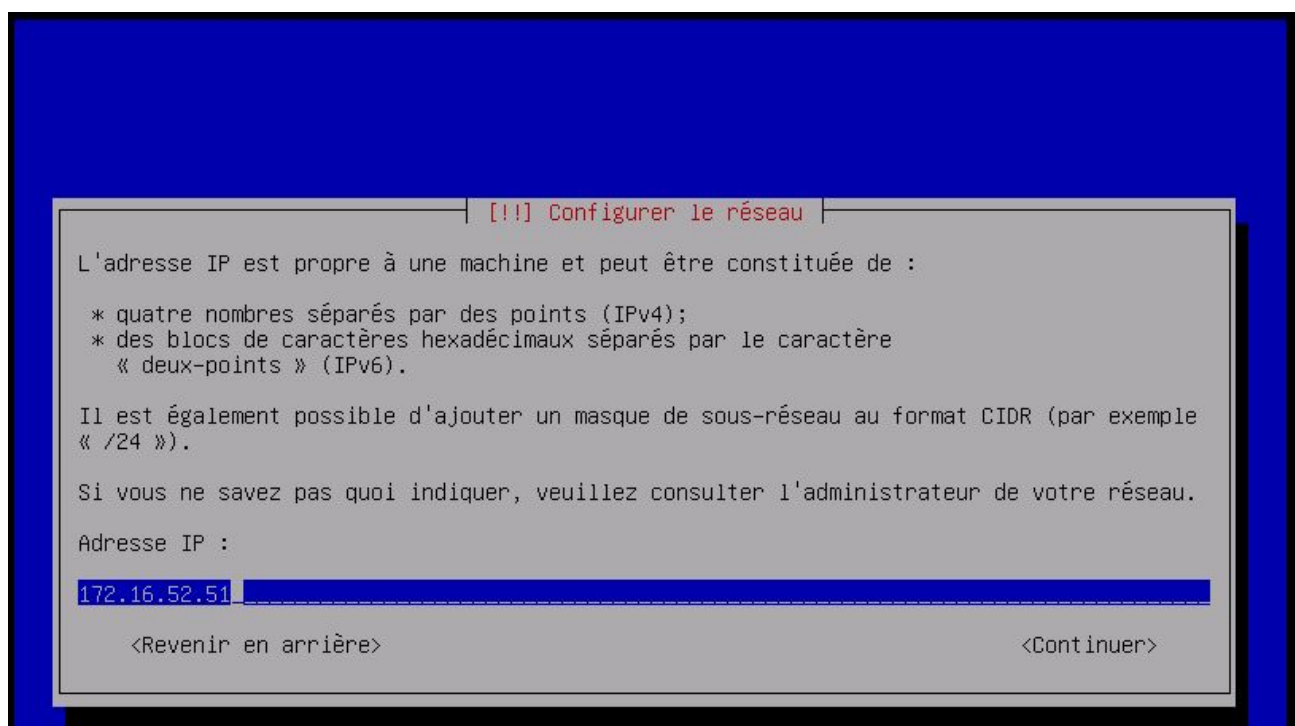 [!!] Configurer le réseau
L'adresse IP est propre à une machine et peut être constituée de :
* quatre nombres séparés par des points (IPv4);
* des blocs de caractères hexadécimaux séparés par le caractère
« deux-points » (IPv6).
Il est également possible d'ajouter un masque de sous-réseau au format CIDR (par exemple
« /24 »).
Si vous ne savez pas quoi indiquer, veuillez consulter l'administrateur de votre réseau.
Adresse IP :
172.16.52.51
<Revenir en arrière> <Continuer>